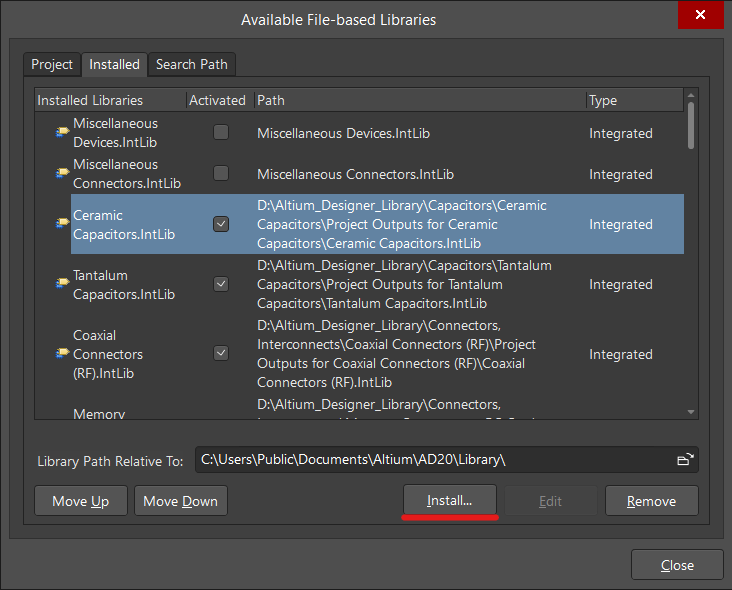 Available File-based Libraries
Project
Installed
Search Path
Installed Libraries
Activated
Path
Type
Miscellaneous
Devices.IntLib
Miscellaneous Devices.IntLib
Integrated
Miscellaneous
Connectors.IntLib
Miscellaneous Connectors.IntLib
Integrated
Ceramic
Capacitors.IntLib
D:\Altium_Designer_Library\Capacitors\Ceramic
Capacitors\Project Outputs for Ceramic
Capacitors\Ceramic Capacitors.IntLib
Integrated
Tantalum
Capacitors.IntLib
D:\Altium_Designer_Library\Capacitors\Tantalum
Capacitors\Project Outputs for Tantalum
Capacitors\Tantalum Capacitors.IntLib
Integrated
Coaxial
Connectors
(RF).IntLib
D:\Altium_Designer_Library\Connectors,
Interconnects\Coaxial Connectors (RF)\Project
Outputs for Coaxial Connectors (RF)\Coaxial
Connectors (RF).IntLib
Integrated
Memory
D:\Altium_Designer_Library\Connectors,
Library Path Relative To:
C:\Users\Public\Documents\Altium\AD20\Library\
Move Up
Move Down
Install...
Edit
Remove
Close